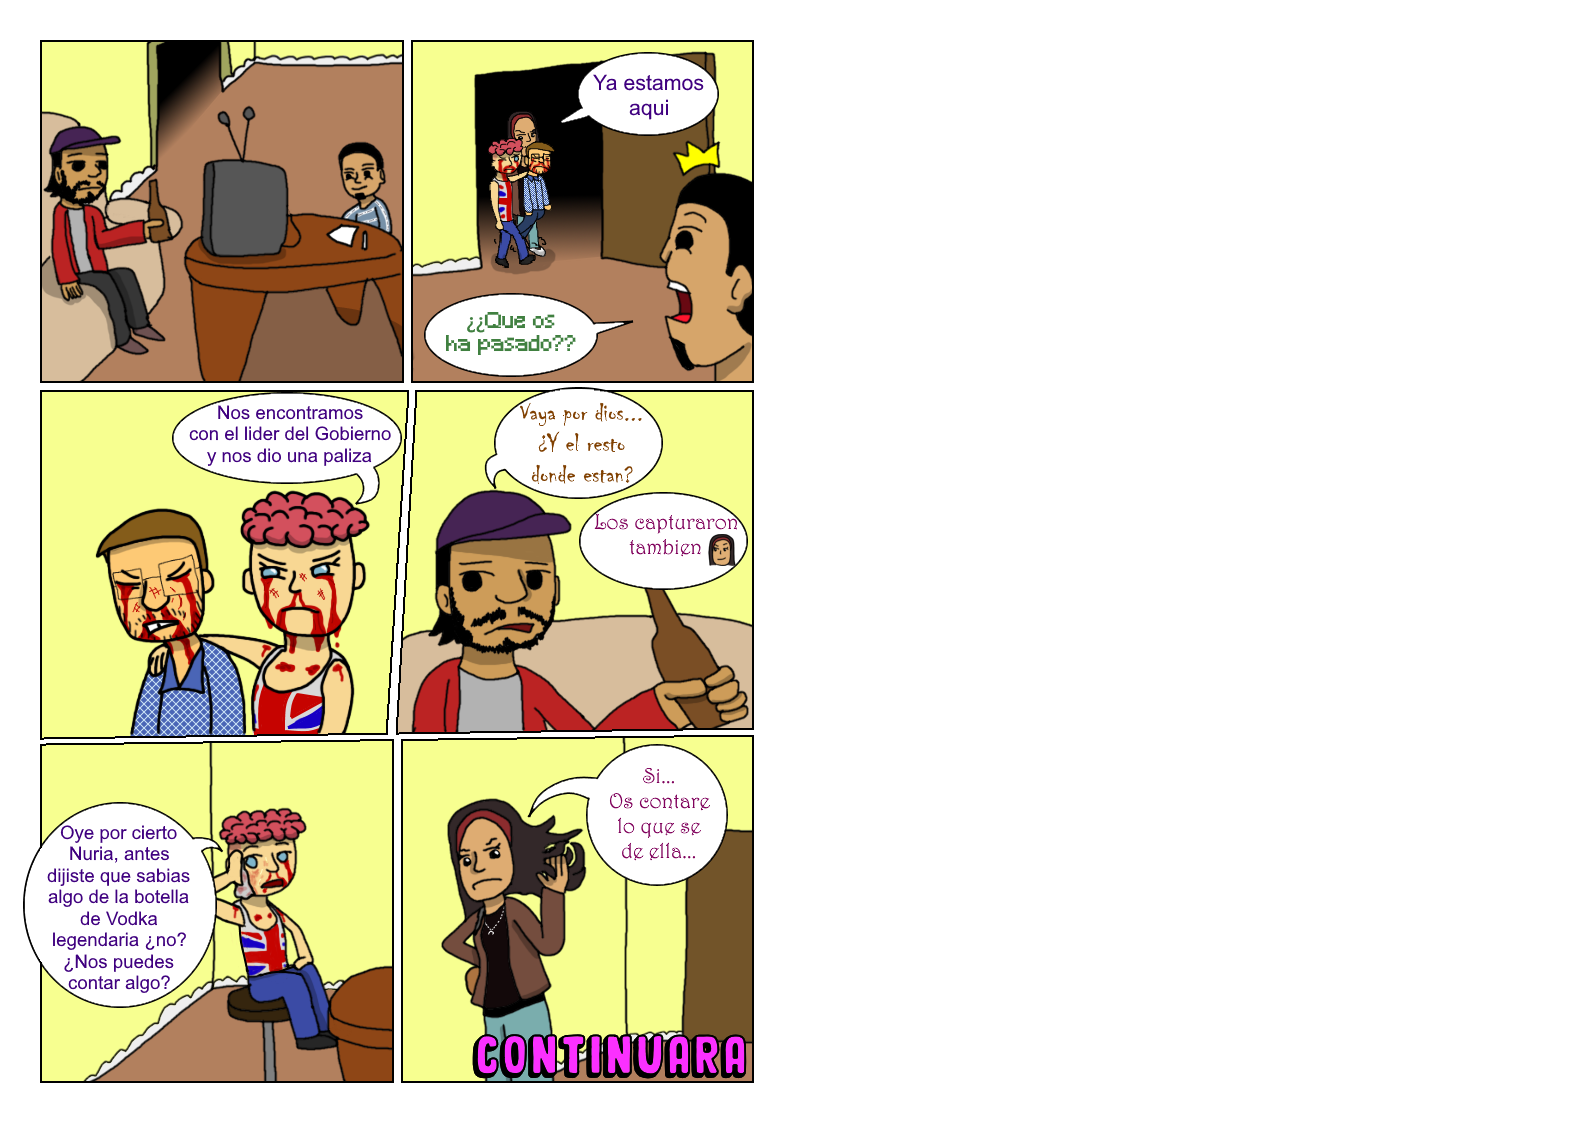 Ya estamos
aqui
¿¿Que os
ha pasado??
Nos encontramos
con el lider del Gobierno
y nos dio una paliza
Vaya por dios...
¿Y el resto
donde estan?
Los capturaron
tambien
Oye por cierto
Nuria, antes
dijiste que sabias
algo de la botella
de Vodka
legendaria ¿no?
¿Nos puedes
contar algo?
Si...
Os contare
lo que se
de ella...
CONTINUARA